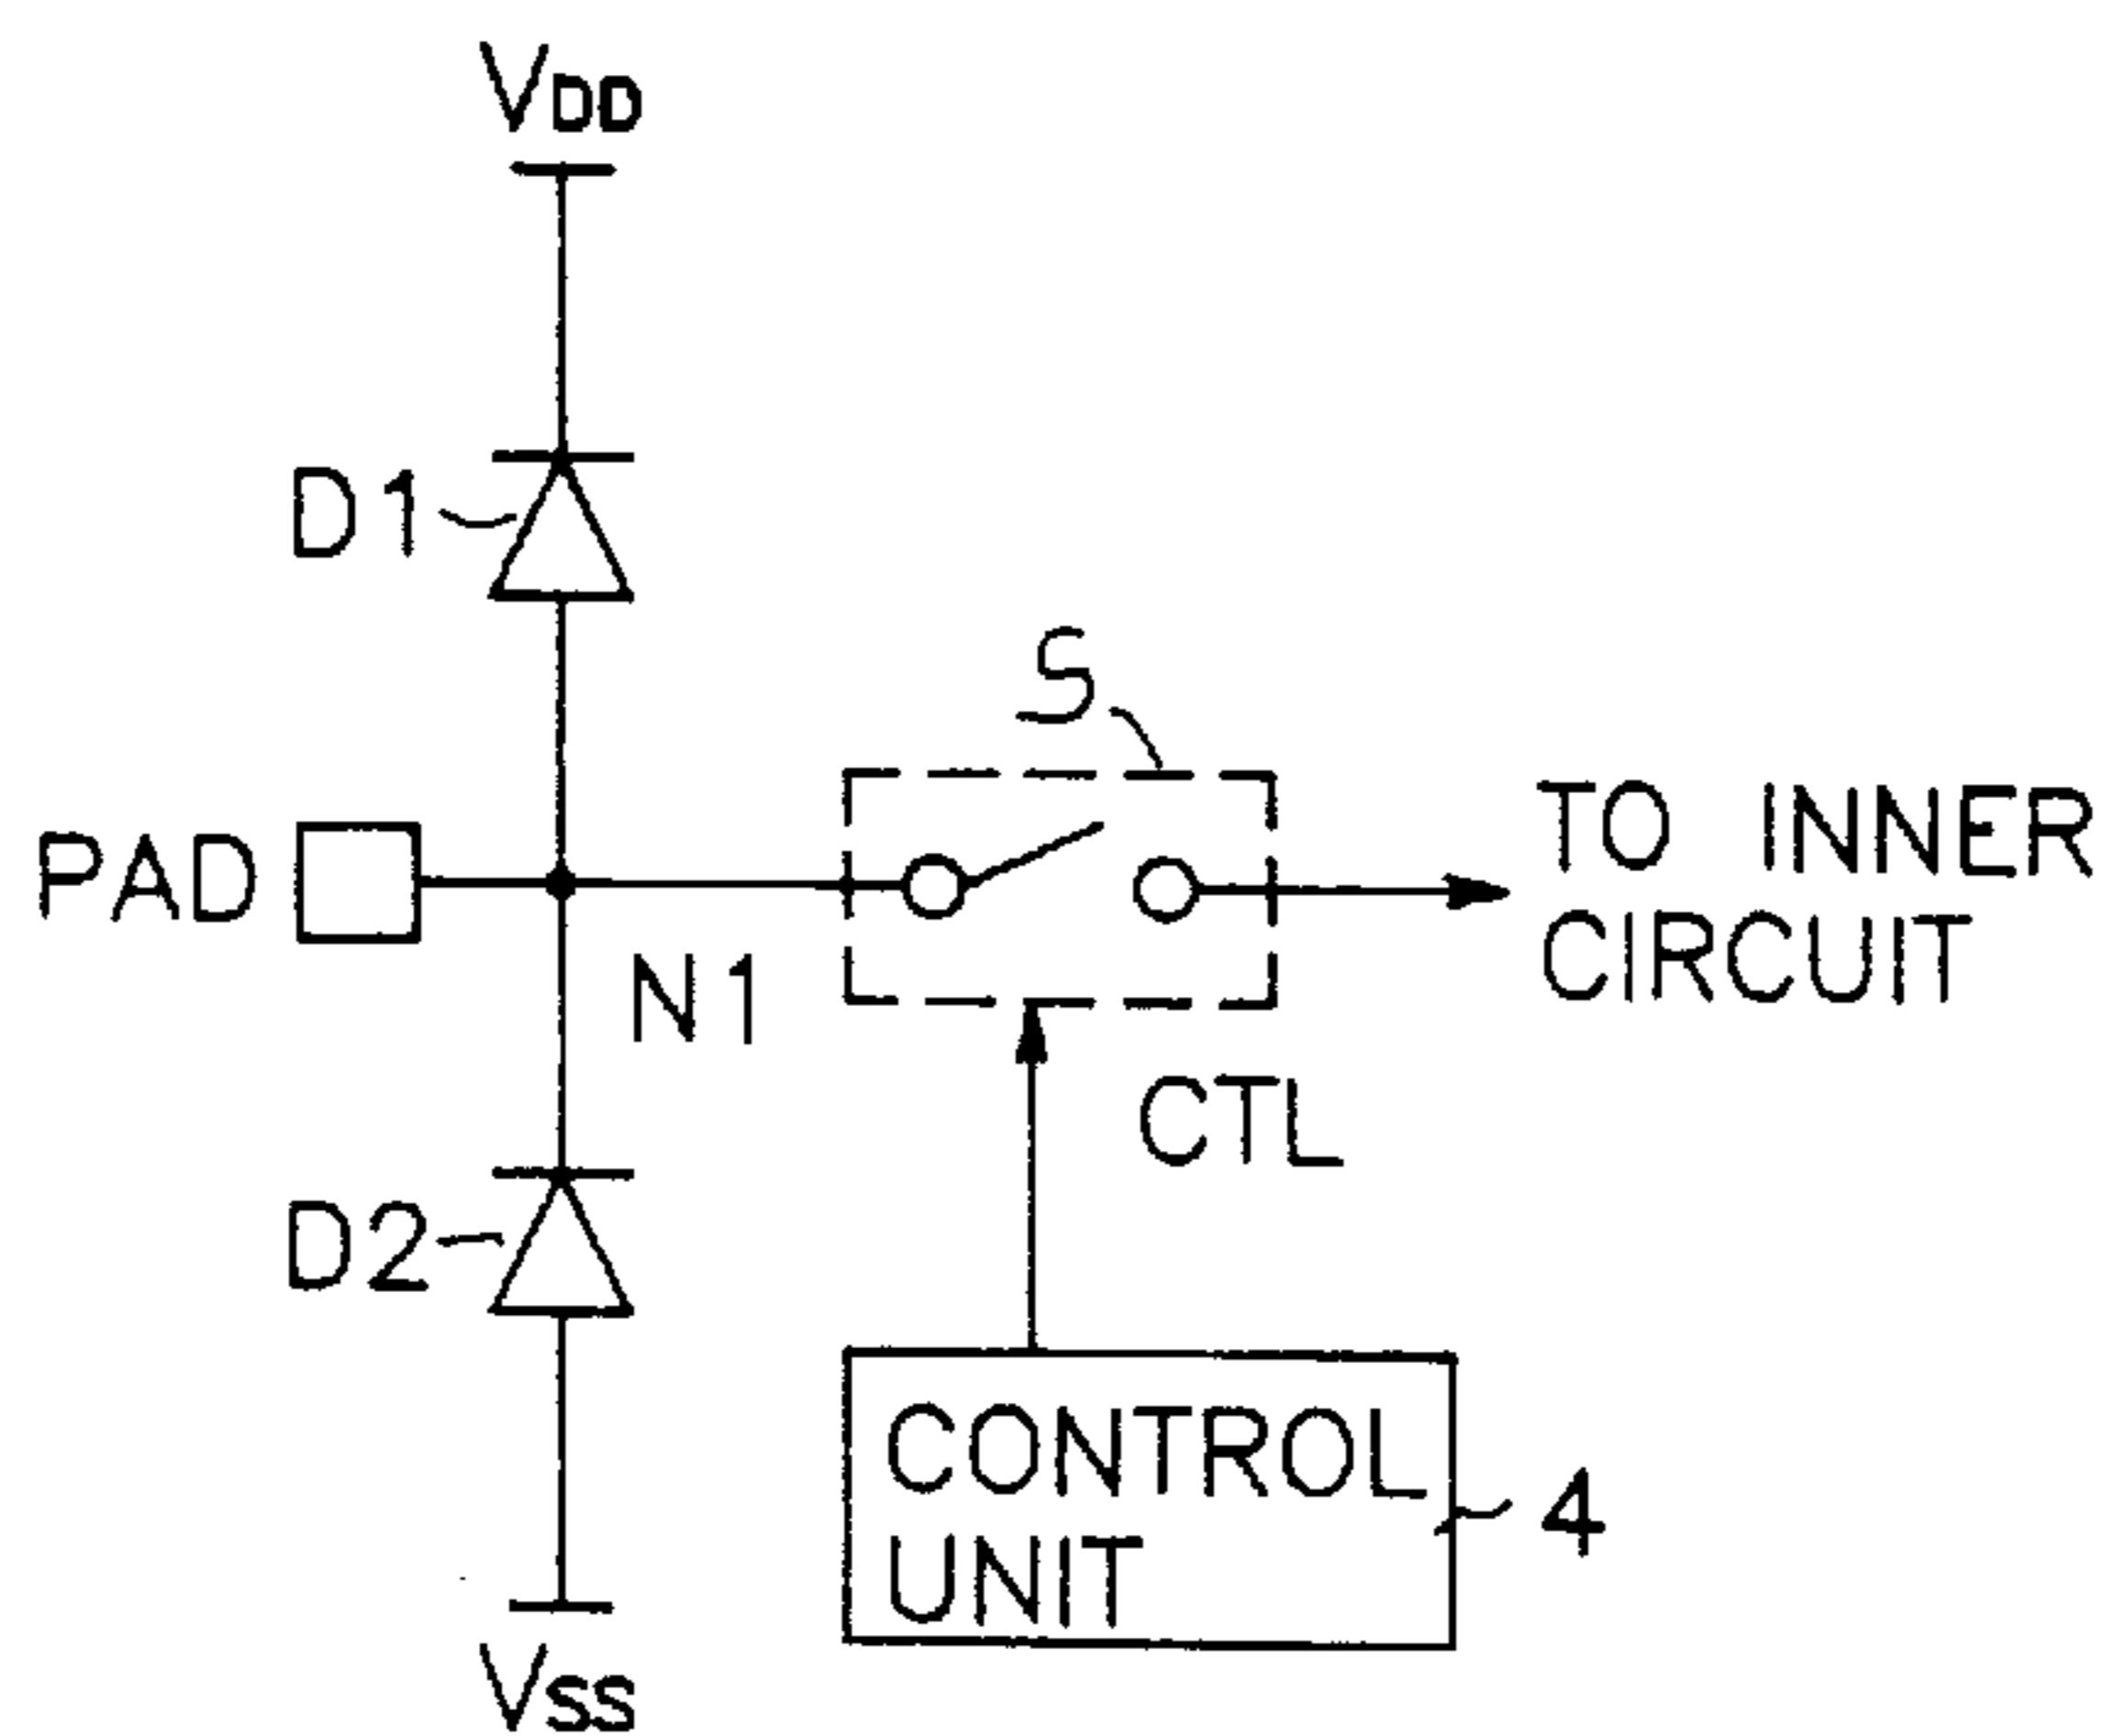 VDD
D1
S
PAD
TO INNER
CIRCUIT
N1
CTL
D2
CONTROL
UNIT
4
VSS